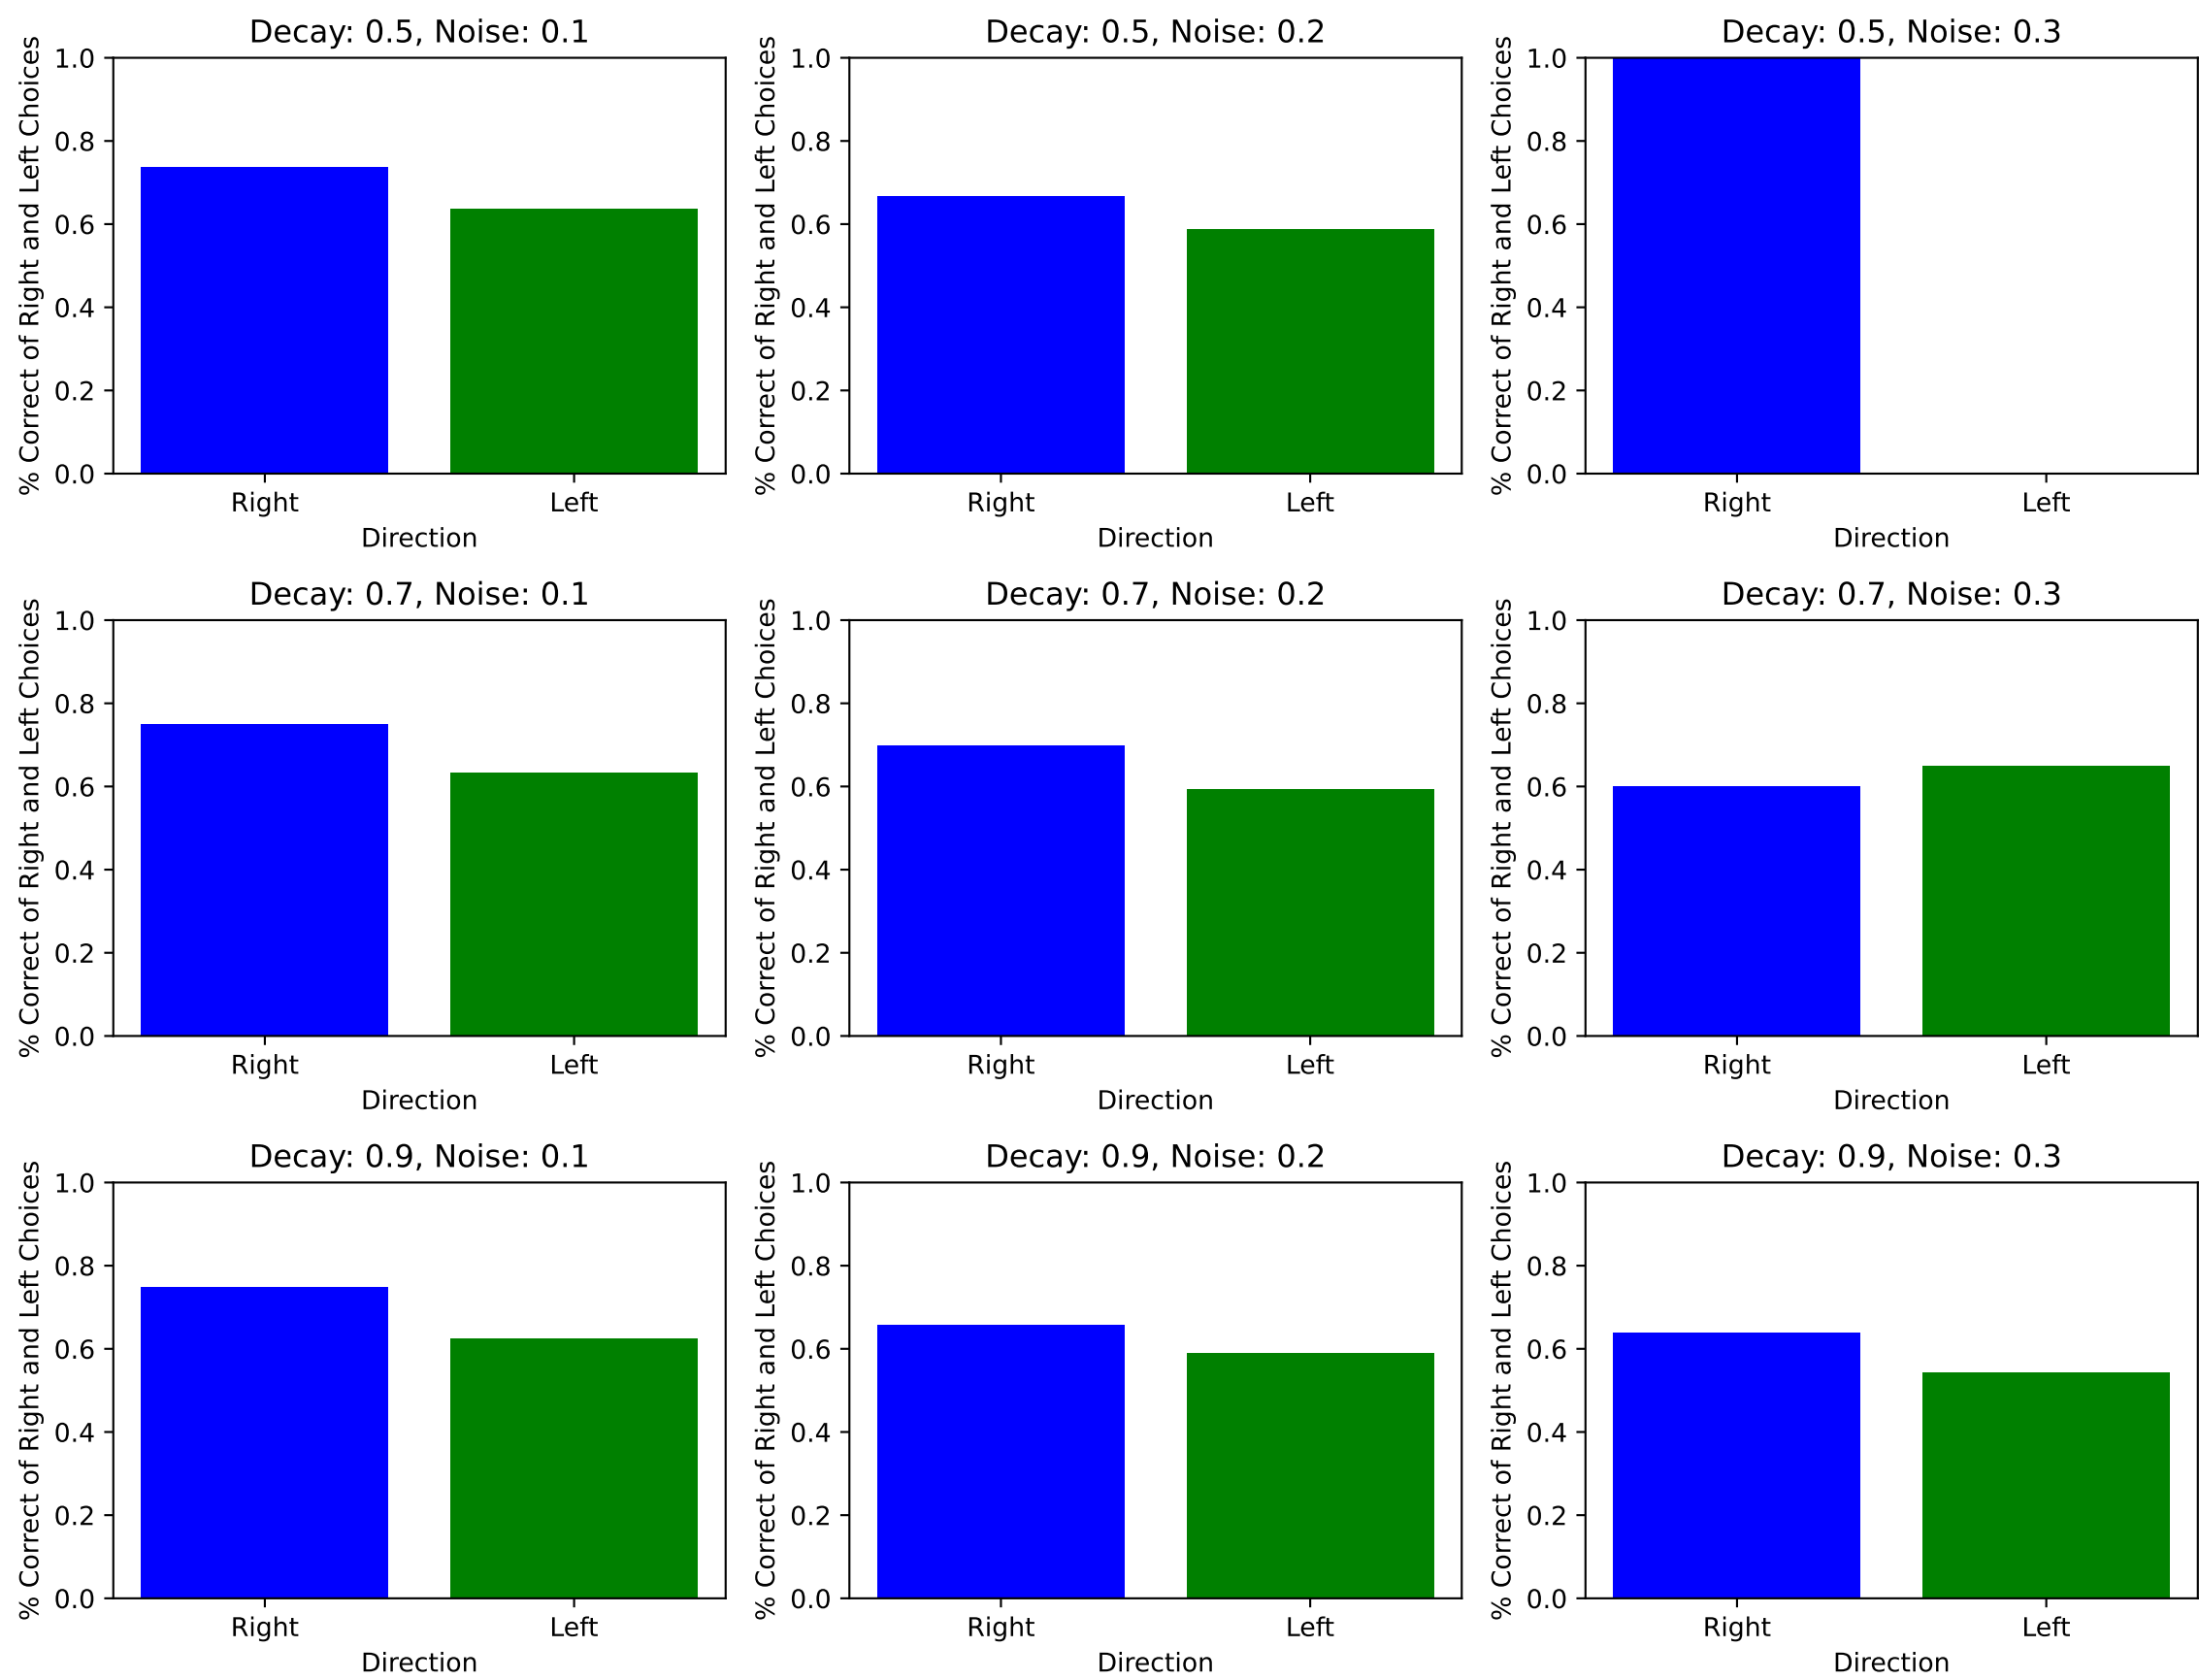 Decay: 0.5, Noise: 0.1
% Correct of Right and Left Choices
1.0
0.8
0.6
0.4
0.2
0.0
Right Left
Direction
Decay: 0.5, Noise: 0.2
% Correct of Right and Left Choices
1.0
0.8
0.6
0.4
0.2
0.0
Right Left
Direction
Decay: 0.5, Noise: 0.3
% Correct of Right and Left Choices
1.0
0.8
0.6
0.4
0.2
0.0
Right Left
Direction
Decay: 0.7, Noise: 0.1
% Correct of Right and Left Choices
1.0
0.8
0.6
0.4
0.2
0.0
Right Left
Direction
Decay: 0.7, Noise: 0.2
% Correct of Right and Left Choices
1.0
0.8
0.6
0.4
0.2
0.0
Right Left
Direction
Decay: 0.7, Noise: 0.3
% Correct of Right and Left Choices
1.0
0.8
0.6
0.4
0.2
0.0
Right Left
Direction
Decay: 0.9, Noise: 0.1
% Correct of Right and Left Choices
1.0
0.8
0.6
0.4
0.2
0.0
Right Left
Direction
Decay: 0.9, Noise: 0.2
% Correct of Right and Left Choices
1.0
0.8
0.6
0.4
0.2
0.0
Right Left
Direction
Decay: 0.9, Noise: 0.3
% Correct of Right and Left Choices
1.0
0.8
0.6
0.4
0.2
0.0
Right Left
Direction